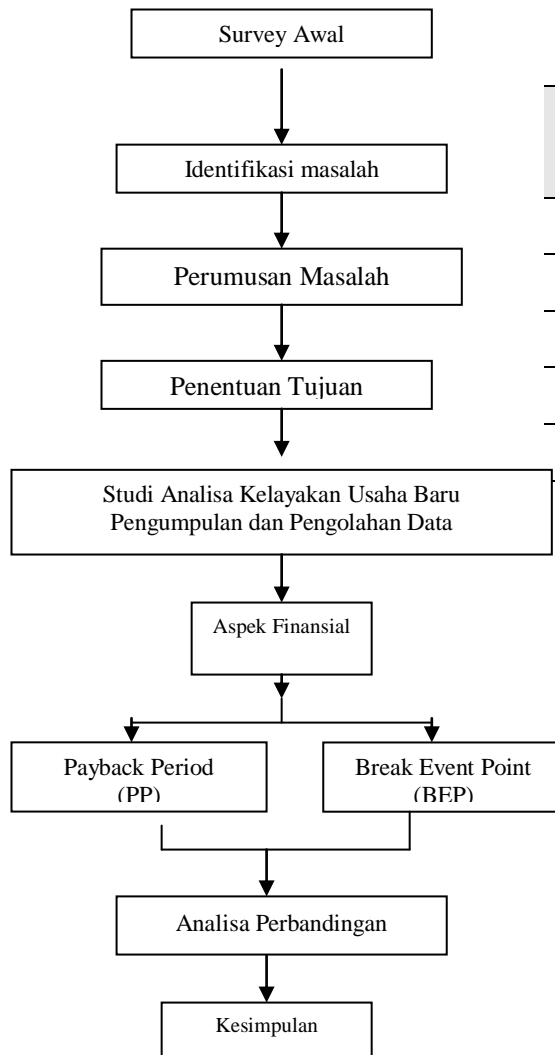 Survey Awal
Identifikasi masalah
Perumusan Masalah
Penentuan Tujuan
Studi Analisa Kelayakan Usaha Baru
Pengumpulan dan Pengolahan Data
Aspek Finansial
Payback Period
(PP)
Break Event Point
(BEP)
Analisa Perbandingan
Kesimpulan